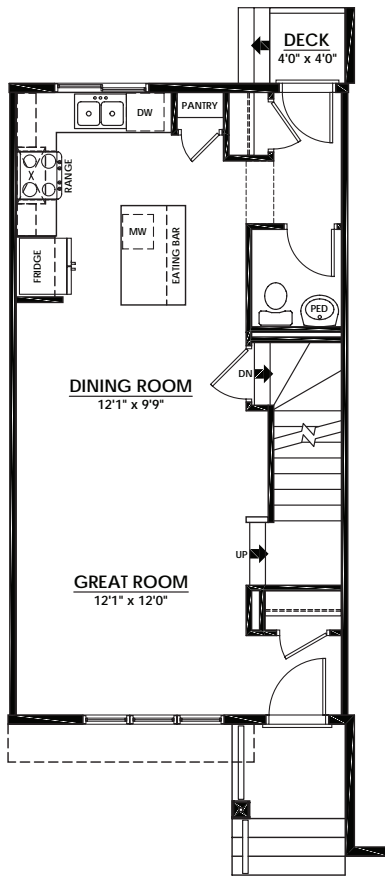 DECK
4'0" x 4'0"
PANTRY
DW
RANGE
FRIDGE
MW
EATING BAR
PED
DN
DINING ROOM
12'1" x 9'9"
UP
GREAT ROOM
12'1" x 12'0"